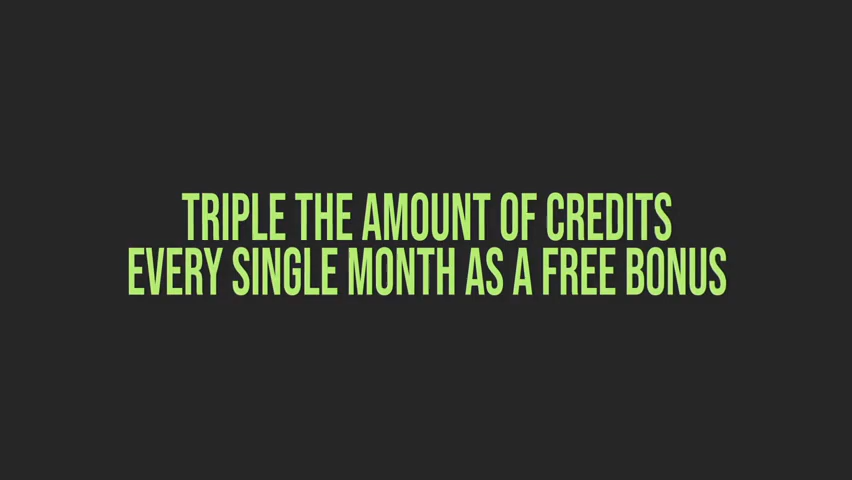 TRIPLE THE AMOUNT OF CREDITS
EVERY SINGLE MONTH AS A FREE BONUS